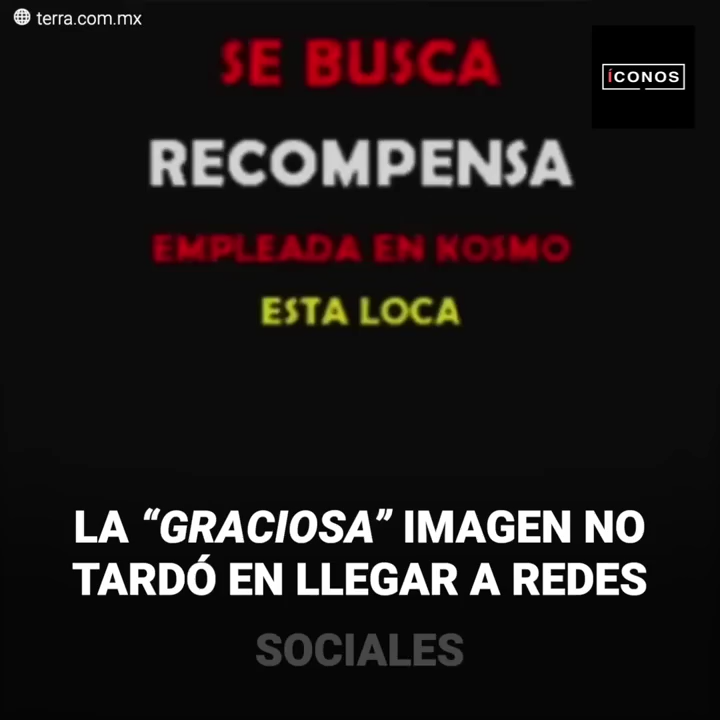 terra.com.mx
SE BUSCA
ÍCONOS
RECOMPENSA
EMPLEADA EN KOSMO
ESTA LOCA
LA “GRACIOSA” IMAGEN NO
TARDÓ EN LLEGAR A REDES
SOCIALES